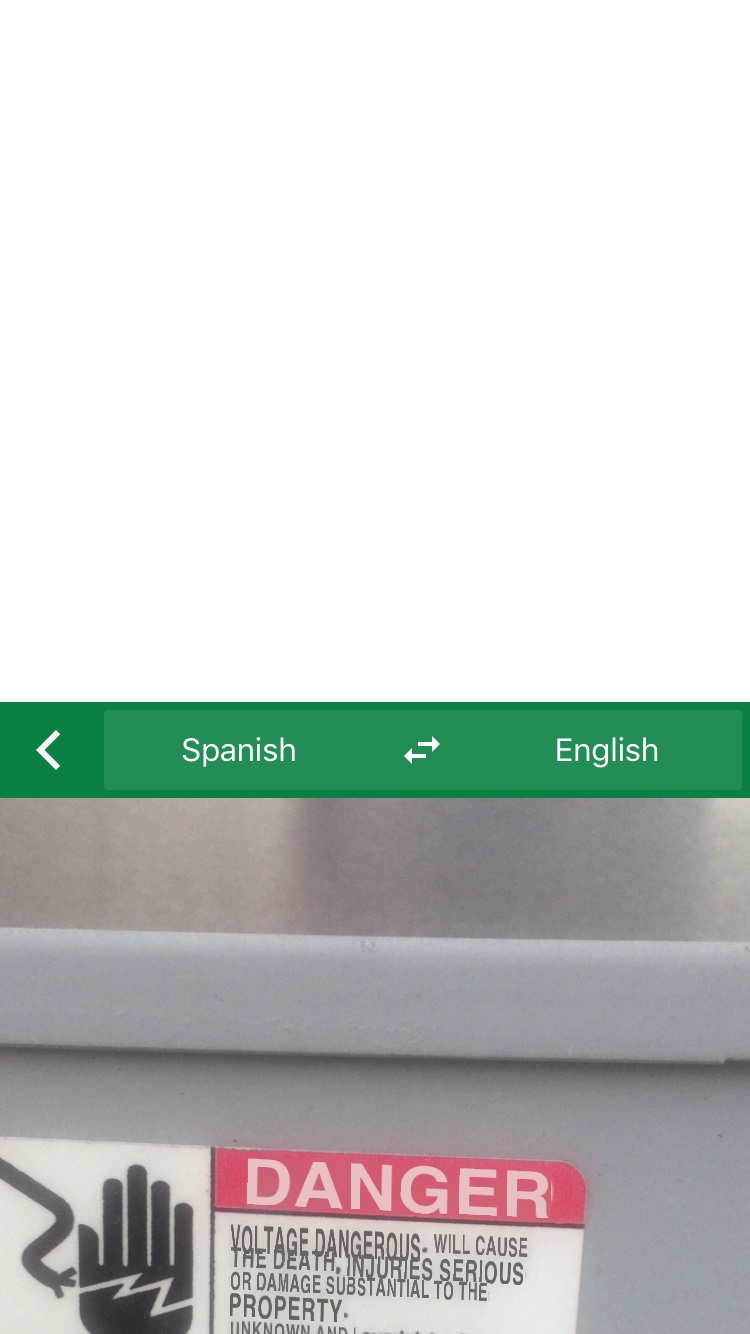 Spanish English
DANGER
VOLTAGE DANGEROUS. WILL CAUSE
THE DEATH, INJURIES SERIOUS
OR DAMAGE SUBSTANTIAL TO THE
PROPERTY.
UNKNOWN AND